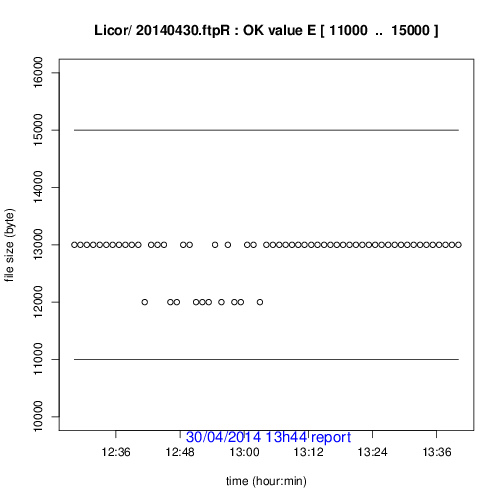 Licor/ 20140430.ftpR : OK value E [ 11000 .. 15000 ]
file size (byte)
16000
15000
14000
13000
12000
11000
10000
30/04/2014 13h44 report
12:36 12:48 13:00 13:12 13:24 13:36
time (hour:min)